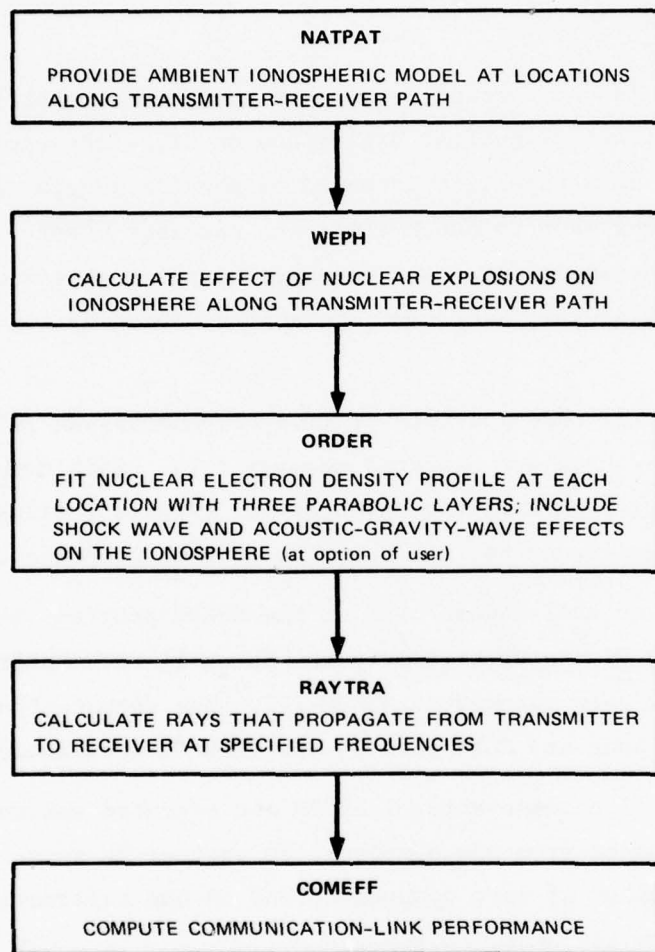 NATPAT
PROVIDE AMBIENT IONOSPHERIC MODEL AT LOCATIONS
ALONG TRANSMITTER-RECEIVER PATH
WEPH
CALCULATE EFFECT OF NUCLEAR EXPLOSIONS ON
IONOSPHERE ALONG TRANSMITTER-RECEIVER PATH
ORDER
FIT NUCLEAR ELECTRON DENSITY PROFILE AT EACH
LOCATION WITH THREE PARABOLIC LAYERS; INCLUDE
SHOCK WAVE AND ACOUSTIC-GRAVITY-WAVE EFFECTS
ON THE IONOSPHERE (at option of user)
RAYTRA
CALCULATE RAYS THAT PROPAGATE FROM TRANSMITTER
TO RECEIVER AT SPECIFIED FREQUENCIES
COMEFF
COMPUTE COMMUNICATION-LINK PERFORMANCE